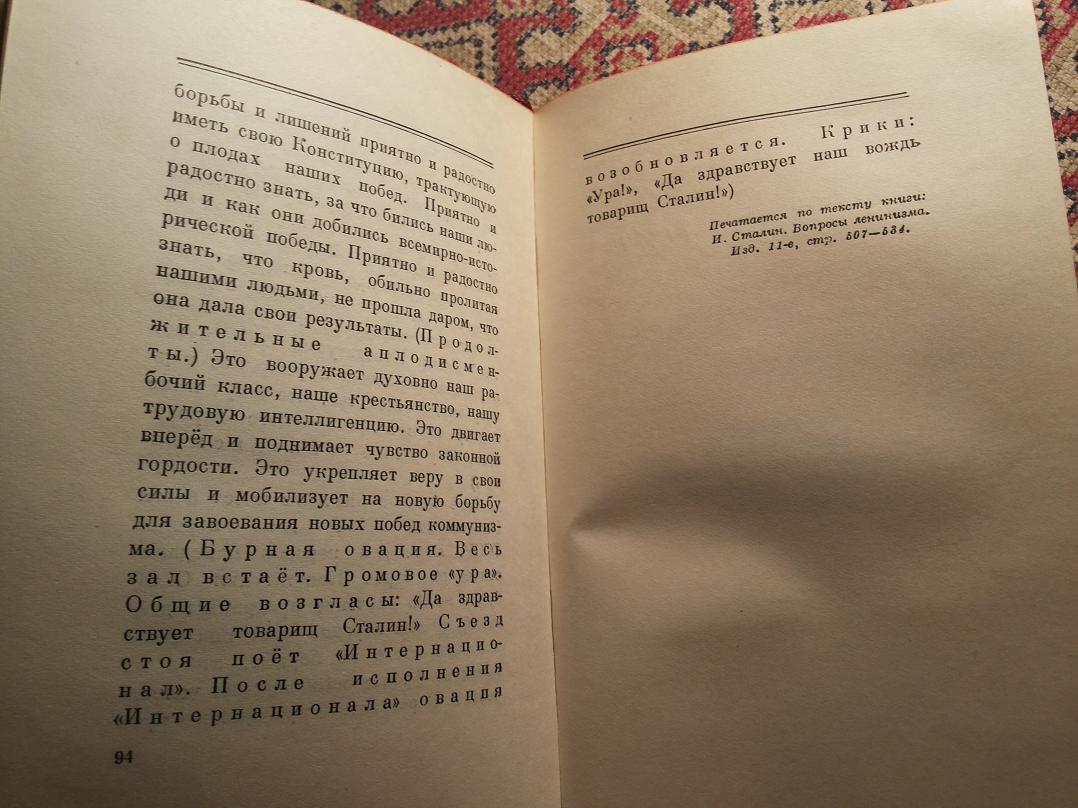 борьбы и лишений приятно и радостно
иметь свою Конституцию, трактующую
о плодах наших побед. Приятно и
радостно знать, за что бились наши лю-
ди и как они добились всемирно-исто-
рической победы. Приятно и радостно
знать, что кровь, обильно пролитая
нашими людьми, не прошла даром, что
она дала свои результаты. (Продол-
жительные аплодисмен-
ты.) Это вооружает духовно наш ра-
бочий класс, наше крестьянство, нашу
трудовую интеллигенцию. Это двигает
вперёд и поднимает чувство законной
гордости. Это укрепляет веру в свои
силы и мобилизует на новую борьбу
для завоевания новых побед коммуниз-
ма. (Бурная овация. Весь
зал встаёт. Громовое «ура».
Общие возгласы: «Да здрав-
ствует товарищ Сталин!» Съезд
стоя поёт «Интернацио-
нал». После исполнения
«Интернационала» овация
94
возобновляется. Крики:
«Ура!», «Да здравствует наш вождь
товарищ Сталин!»)
Печатается по тексту книги:
И. Сталин. Вопросы ленинизма.
Изд. 11-е, стр. 507—534.